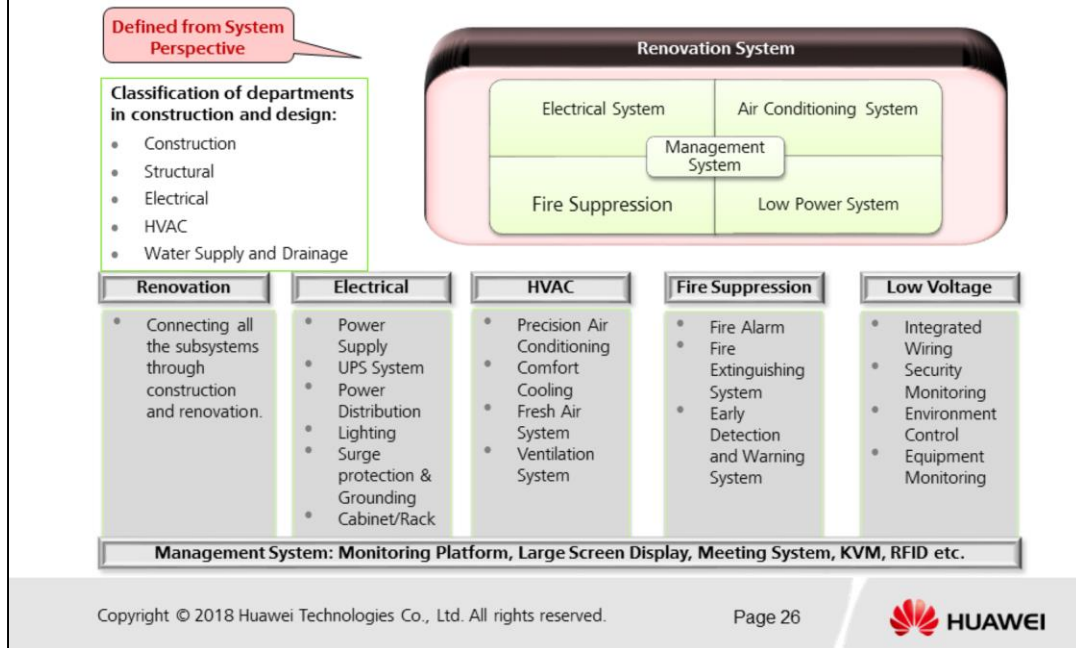 Defined from System
Perspective
Classification of departments
in construction and design:
• Construction
• Structural
• Electrical
• HVAC
• Water Supply and Drainage
Renovation System
Electrical System
Air Conditioning System
Management
System
Fire Suppression
Low Power System
Renovation
• Connecting all
the subsystems
through
construction
and renovation.
Electrical
• Power
Supply
• UPS System
• Power
Distribution
• Lighting
• Surge
protection &
Grounding
• Cabinet/Rack
HVAC
• Precision Air
Conditioning
• Comfort
Cooling
• Fresh Air
System
• Ventilation
System
Fire Suppression
• Fire Alarm
• Fire
Extinguishing
System
• Early
Detection
and Warning
System
Low Voltage
• Integrated
Wiring
• Security
Monitoring
• Environment
Control
• Equipment
Monitoring
Management System: Monitoring Platform, Large Screen Display, Meeting System, KVM, RFID etc.
Copyright © 2018 Huawei Technologies Co., Ltd. All rights reserved.
Page 26
HUAWEI